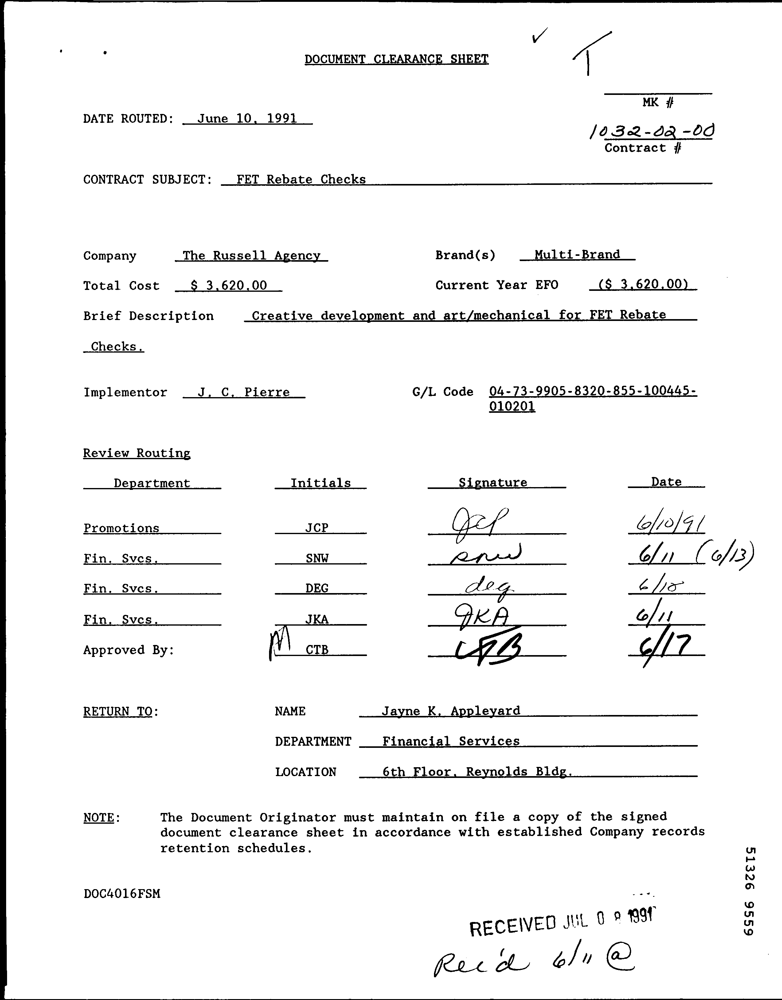 DOCUMENT CLEARANCE SHEET
MK #
DATE ROUTED: June 10, 1991
1032-02-00
Contract #
CONTRACT SUBJECT: FET Rebate Checks
Company The Russell Agency Brand(s) Multi-Brand
Total Cost $ 3,620.00 Current Year EFO ($ 3,620.00)
Brief Description Creative development and art/mechanical for FET Rebate
Checks.
Implementor J. C. Pierre G/L Code 04-73-9905-8320-855-100445-
010201
Review Routing
Department Initials Signature Date
Promotions JCP JCP 6/10/91
Fin. Svcs. SNW snw 6/11 (6/13)
Fin. Svcs. DEG deg 6/10
Fin. Svcs. JKA JKA 6/11
Approved By: CTB CTB 6/17
RETURN TO: NAME Jayne K. Appleyard
DEPARTMENT Financial Services
LOCATION 6th Floor, Reynolds Bldg.
NOTE: The Document Originator must maintain on file a copy of the signed
document clearance sheet in accordance with established Company records
retention schedules.
DOC4016FSM
RECEIVED JUL 0 1991
Rec'd 6/11 @
51326 9559